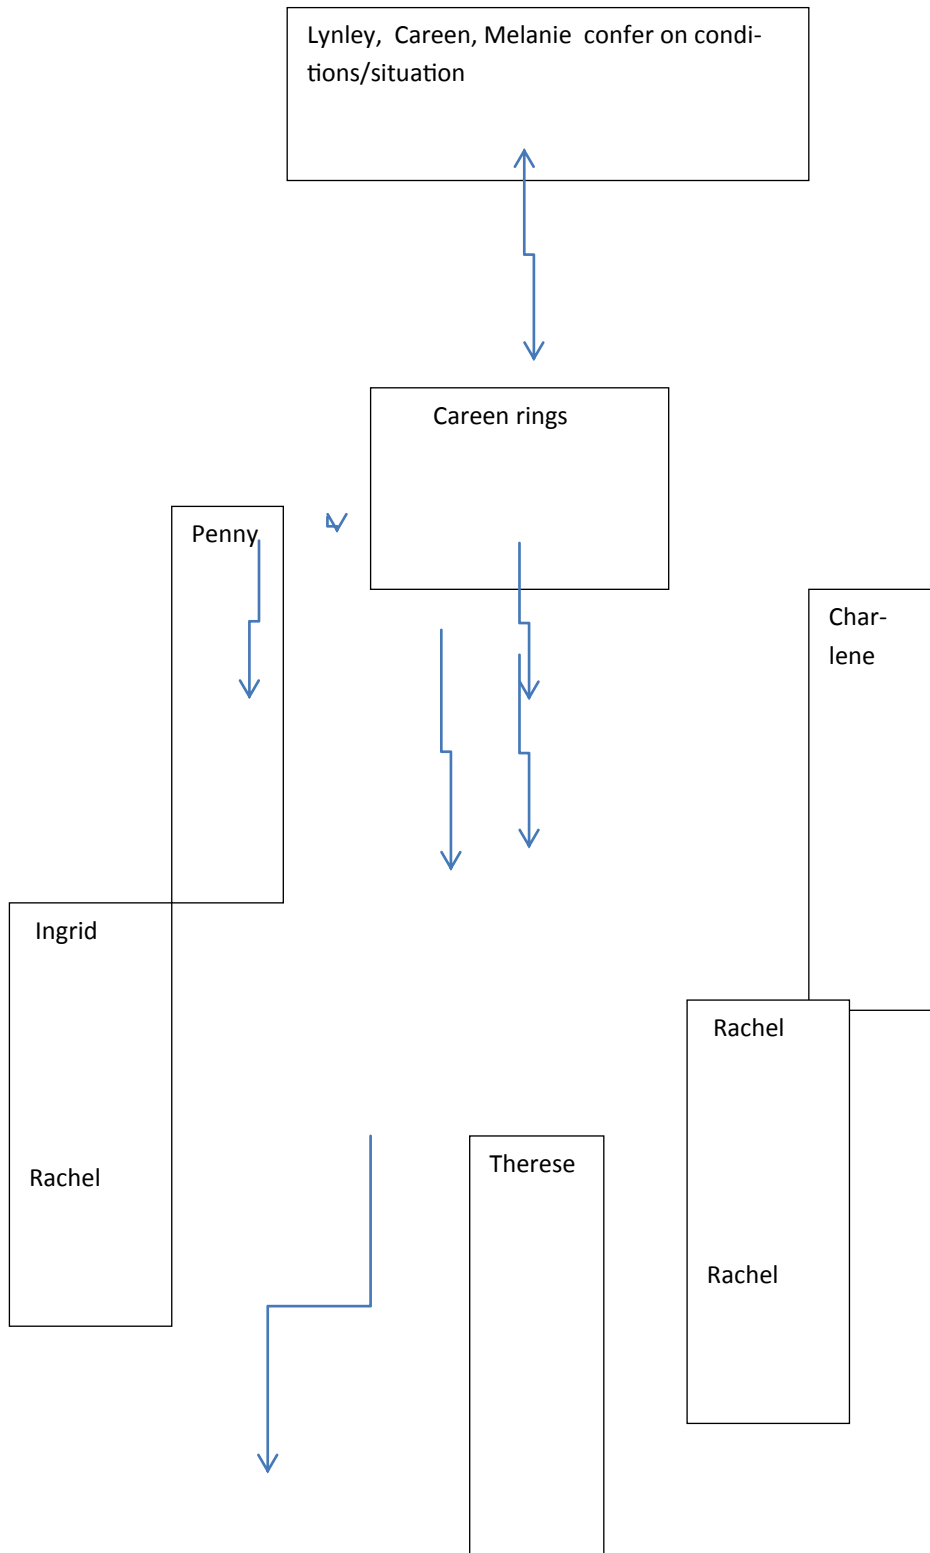 Lynley, Careen, Melanie confer on condi-
tions/situation
Careen rings
Penny
Char-
lene
Ingrid
Rachel
Therese
Rachel
Rachel